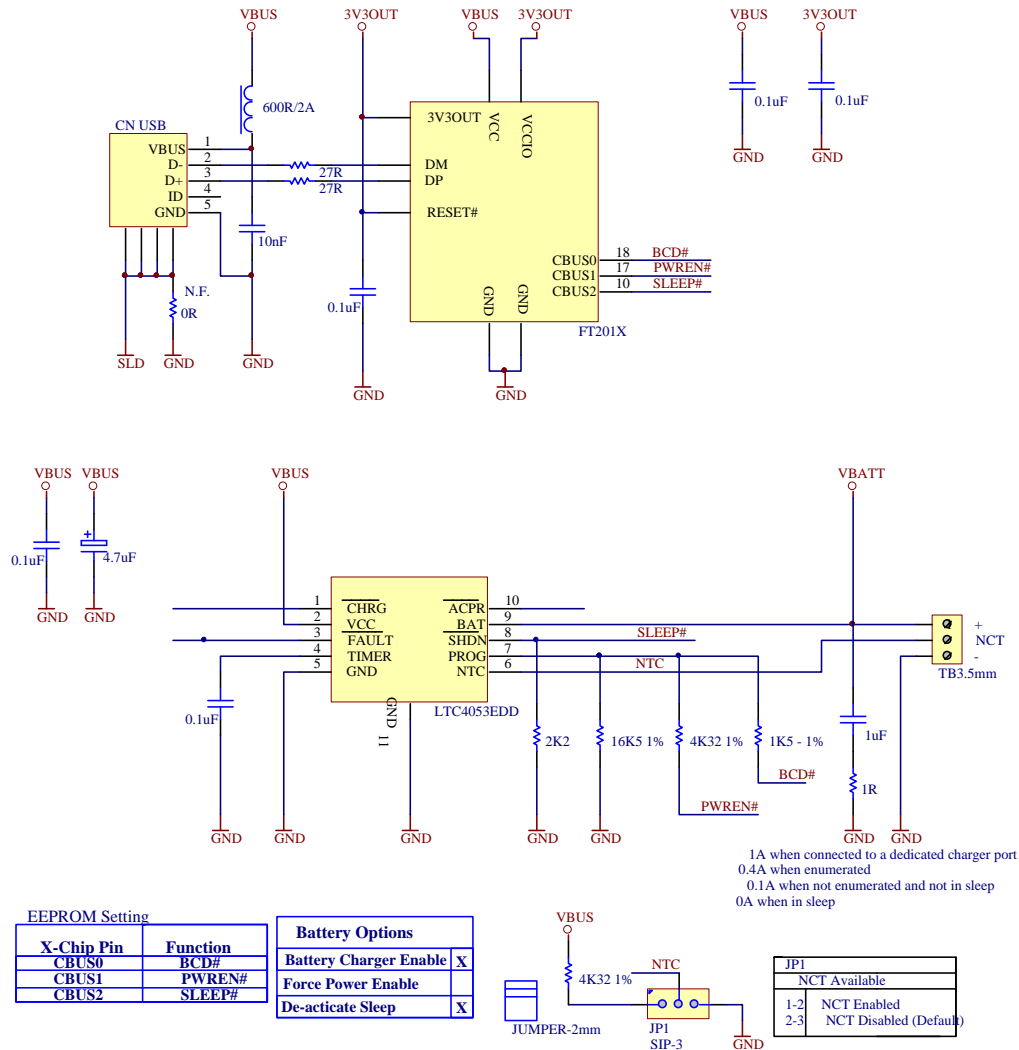 VBUS
3V3OUT
VBUS
3V3OUT
VBUS
3V3OUT
600R/2A
0.1uF
0.1uF
GND
GND
CN USB
VBUS 1
D- 2
D+ 3
ID 4
GND 5
27R
27R
10nF
N.F.
0R
SLD
GND
GND
0.1uF
GND
3V3OUT
VCC
VCCIO
DM
DP
RESET#
CBUS0 18 BCD#
CBUS1 17 PWREN#
CBUS2 10 SLEEP#
GND
GND
FT201X
GND
VBUS
VBUS
VBUS
VBATT
0.1uF
4.7uF
GND
GND
1 CHRG
2 VCC
3 FAULT
4 TIMER
5 GND
ACPR 10
BAT 9
SHDN 8
PROG 7
NTC 6
GND 11
LTC4053EDD
SLEEP#
NTC
+
NCT
-
TB3.5mm
0.1uF
2K2
16K5 1%
4K32 1%
1K5 - 1%
1uF
1R
BCD#
PWREN#
GND
GND
GND
GND
GND
GND
GND
1A when connected to a dedicated charger port
0.4A when enumerated
0.1A when not enumerated and not in sleep
0A when in sleep
EEPROM Setting
X-Chip Pin Function
CBUS0 BCD#
CBUS1 PWREN#
CBUS2 SLEEP#
Battery Options
Battery Charger Enable X
Force Power Enable
De-acticate Sleep X
VBUS
4K32 1%
NTC
JUMPER-2mm
JP1
SIP-3
GND
JP1
NCT Available
1-2 NCT Enabled
2-3 NCT Disabled (Default)